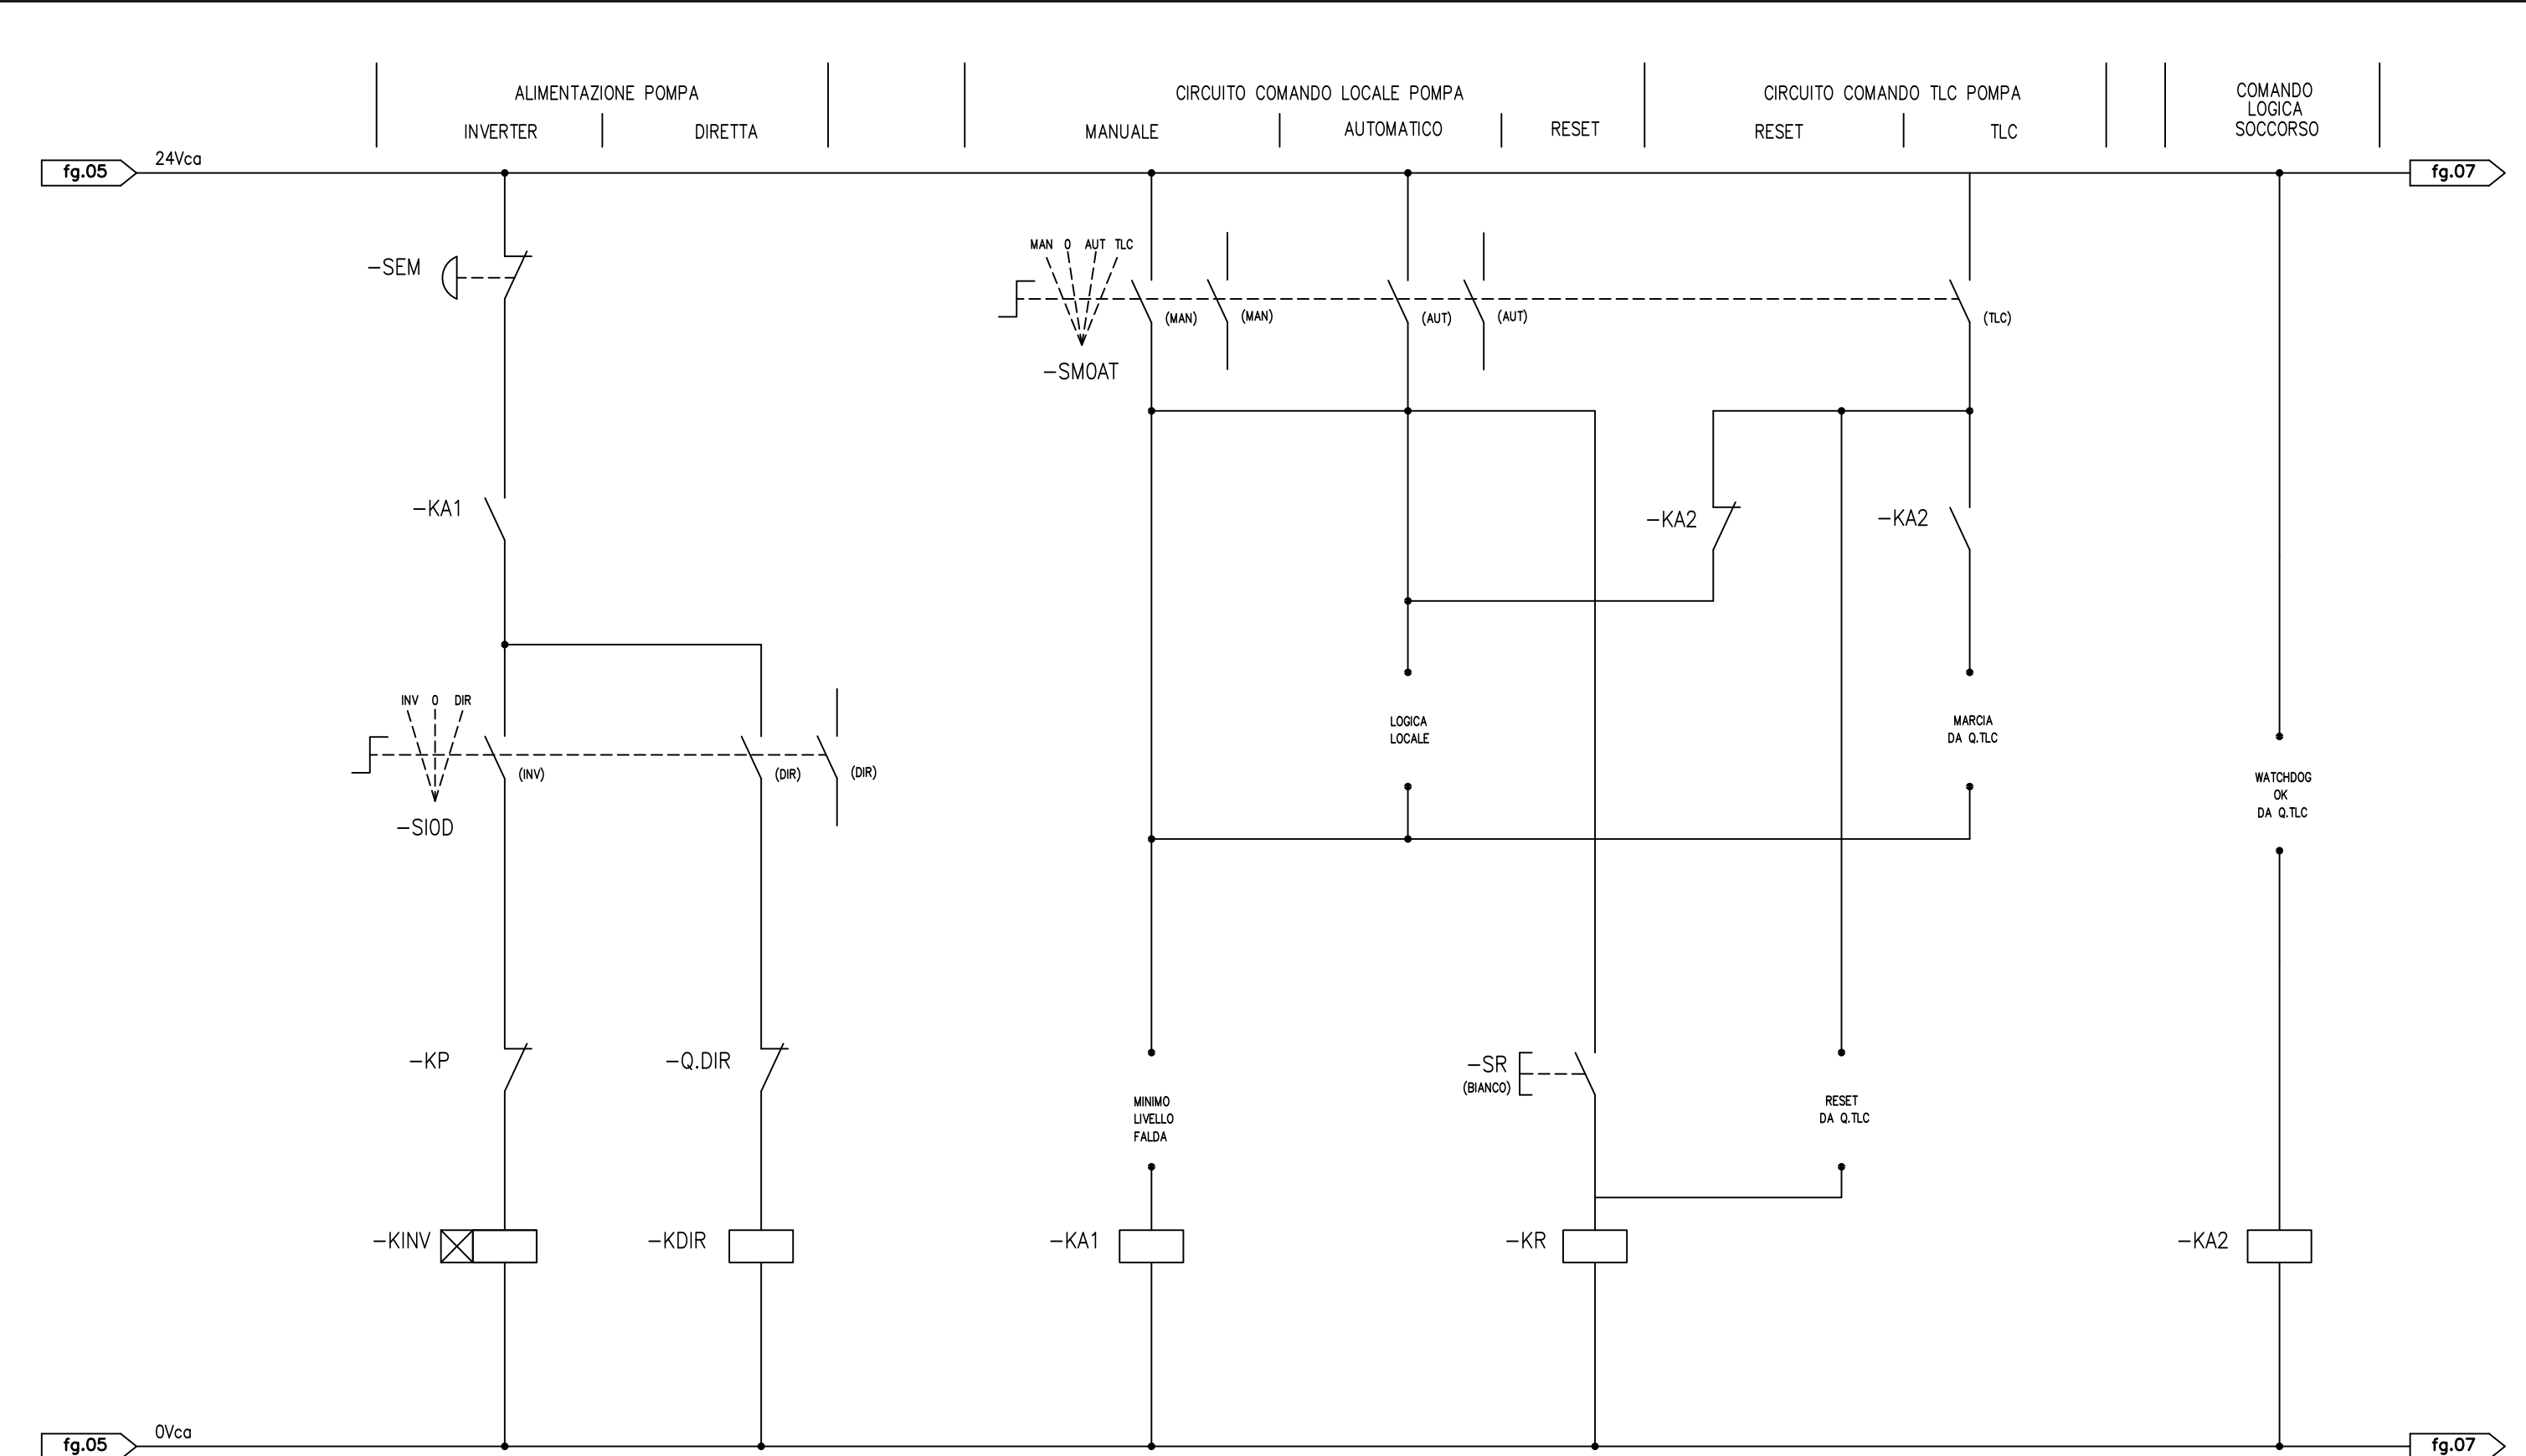 ALIMENTAZIONE POMPA
INVERTER
DIRETTA
CIRCUITO COMANDO LOCALE POMPA
MANUALE
AUTOMATICO
RESET
CIRCUITO COMANDO TLC POMPA
RESET
TLC
COMANDO
LOGICA
SOCCORSO
fg.05
24Vca
fg.07
-SEM
MAN 0 AUT TLC
(MAN)
(MAN)
(AUT)
(AUT)
(TLC)
-SMOAT
-KA1
-KA2
-KA2
INV 0 DIR
(INV)
(DIR)
(DIR)
-SIOD
LOGICA
LOCALE
MARCIA
DA Q.TLC
WATCHDOG
OK
DA Q.TLC
-KP
-Q.DIR
MINIMO
LIVELLO
FALDA
-SR
(BIANCO)
RESET
DA Q.TLC
-KINV
-KDIR
-KA1
-KR
-KA2
fg.05
0Vca
fg.07